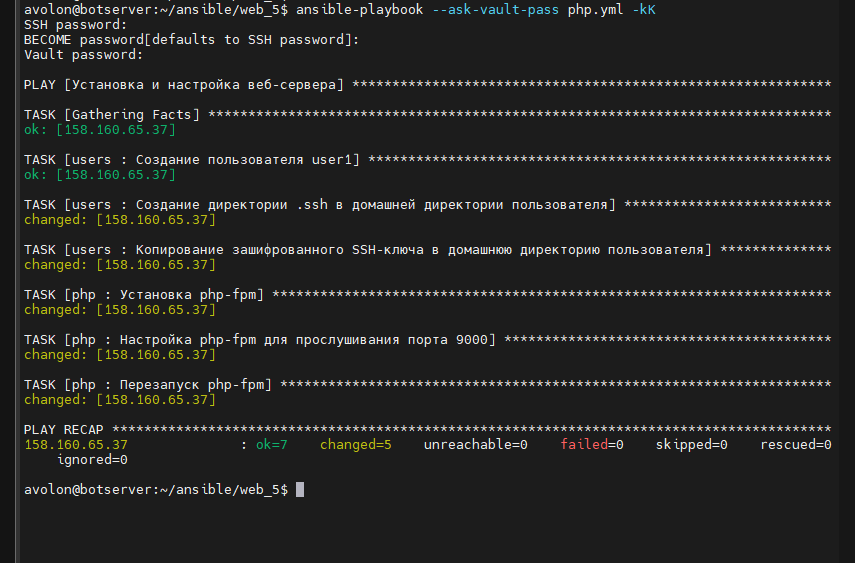 avolon@botserver:~/ansible/web_5$ ansible-playbook --ask-vault-pass php.yml -kK
SSH password:
BECOME password[defaults to SSH password]:
Vault password:
PLAY [Установка и настройка веб-сервера] ************************************************************
TASK [Gathering Facts] ******************************************************************************
ok: [158.160.65.37]
TASK [users : Создание пользователя user1] **********************************************************
ok: [158.160.65.37]
TASK [users : Создание директории .ssh в домашней директории пользователя] **************************
changed: [158.160.65.37]
TASK [users : Копирование зашифрованного SSH-ключа в домашнюю директорию пользователя] **************
changed: [158.160.65.37]
TASK [php : Установка php-fpm] **********************************************************************
changed: [158.160.65.37]
TASK [php : Настройка php-fpm для прослушивания порта 9000] *****************************************
changed: [158.160.65.37]
TASK [php : Перезапуск php-fpm] *********************************************************************
changed: [158.160.65.37]
PLAY RECAP ******************************************************************************************
158.160.65.37              : ok=7    changed=5    unreachable=0    failed=0    skipped=0    rescued=0
    ignored=0
avolon@botserver:~/ansible/web_5$